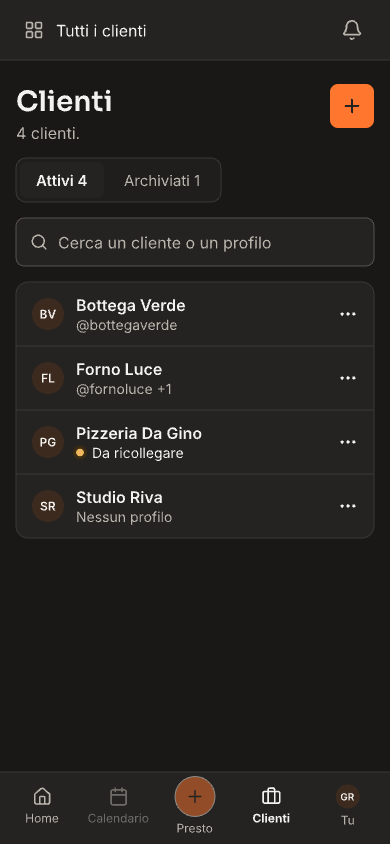 Tutti i clienti
Clienti
4 clienti.
Attivi 4
Archiviati 1
Cerca un cliente o un profilo
BV
Bottega Verde
@bottegaverde
FL
Forno Luce
@fornoluce +1
PG
Pizzeria Da Gino
Da ricollegare
SR
Studio Riva
Nessun profilo
Home
Calendario
Presto
Clienti
GR
Tu